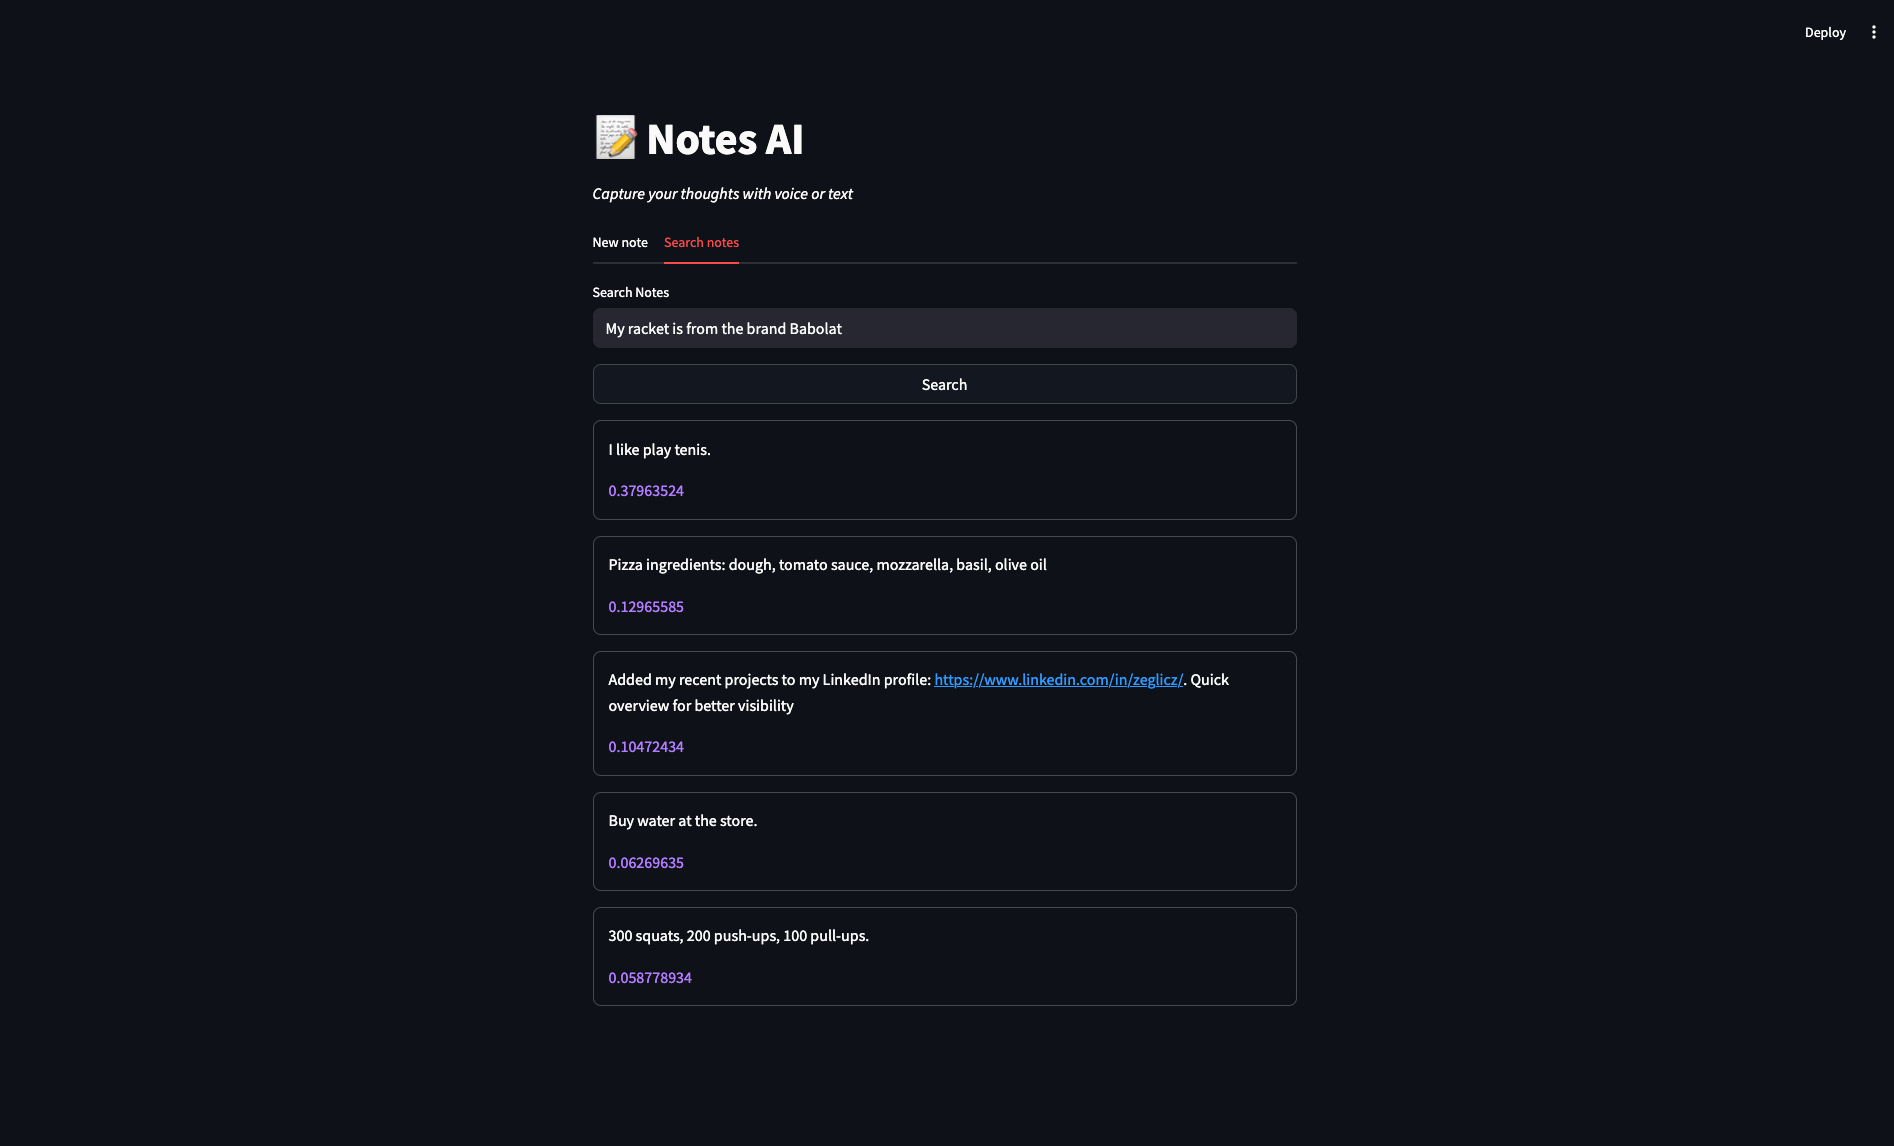 Deploy
Notes AI
Capture your thoughts with voice or text
New note
Search notes
Search Notes
My racket is from the brand Babolat
Search
I like play tenis.
0.37963524
Pizza ingredients: dough, tomato sauce, mozzarella, basil, olive oil
0.12965585
Added my recent projects to my LinkedIn profile: https://www.linkedin.com/in/zeglicz/. Quick
overview for better visibility
0.10472434
Buy water at the store.
0.06269635
300 squats, 200 push-ups, 100 pull-ups.
0.058778934